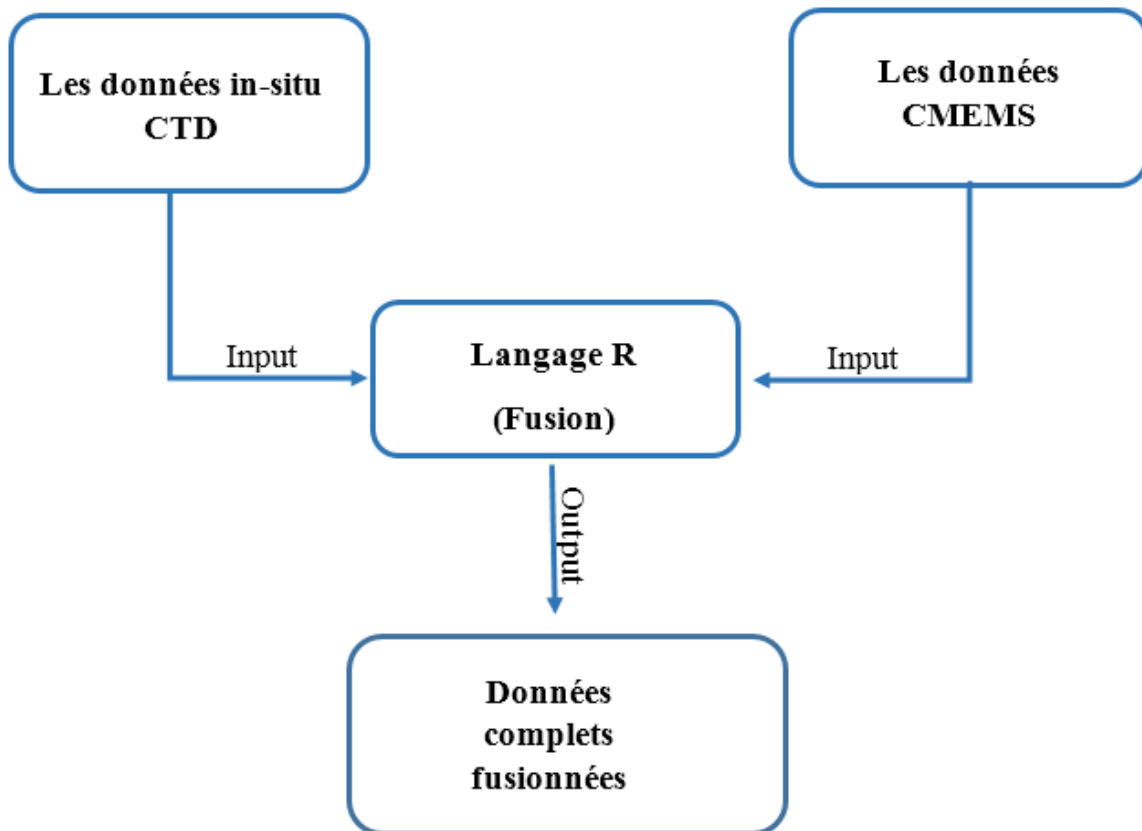 Les données in-situ
CTD
Les données
CMEMS
Input
Langage R
(Fusion)
Input
Output
Données
complets
fusionnées